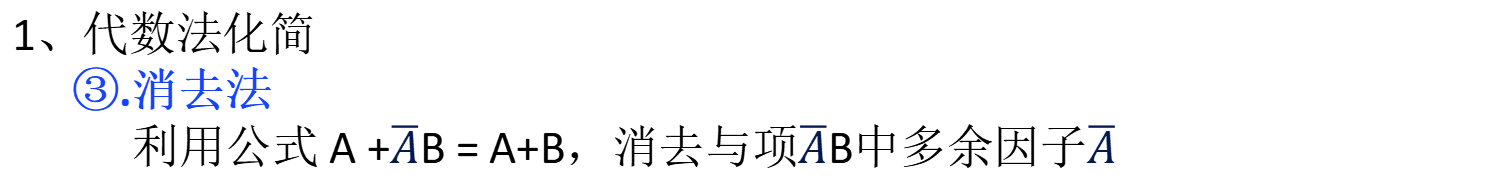 1、代数法化简
③.消去法
利用公式 A +A̅B = A+B，消去与项A̅B中多余因子A̅